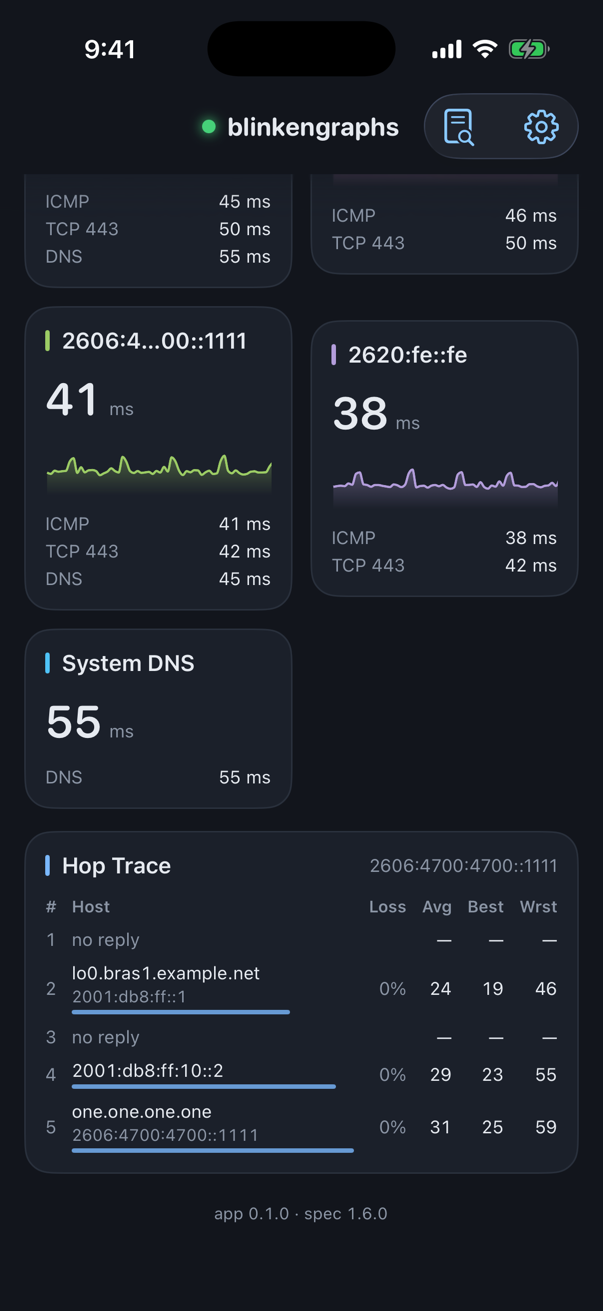 9:41
blinkengraphs
ICMP 45 ms
TCP 443 50 ms
DNS 55 ms
ICMP 46 ms
TCP 443 50 ms
2606:4...00::1111
41 ms
ICMP 41 ms
TCP 443 42 ms
DNS 45 ms
2620:fe::fe
38 ms
ICMP 38 ms
TCP 443 42 ms
System DNS
55 ms
DNS 55 ms
Hop Trace 2606:4700:4700::1111
# Host Loss Avg Best Wrst
1 no reply — — —
lo0.bras1.example.net
2 2001:db8:ff::1 0% 24 19 46
3 no reply — — —
4 2001:db8:ff:10::2 0% 29 23 55
one.one.one.one
5 2606:4700:4700::1111 0% 31 25 59
app 0.1.0 · spec 1.6.0